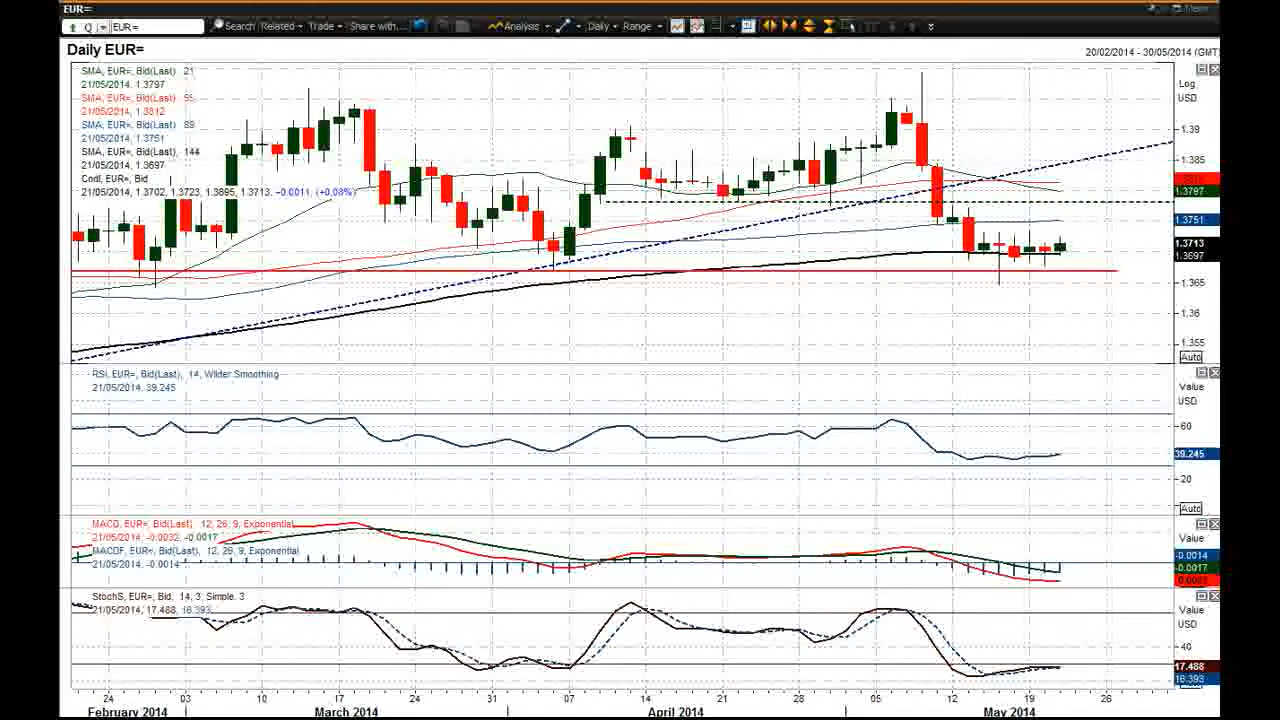 EUR=
Q EUR= Search Related Trade Share with... Analysis Daily Range
Daily EUR=
20/02/2014 - 30/05/2014 (GMT)
SMA, EUR=, Bid(Last) 21
21/05/2014, 1.3797
SMA, EUR=, Bid(Last) 55
21/05/2014, 1.3812
SMA, EUR=, Bid(Last) 89
21/05/2014, 1.3751
SMA, EUR=, Bid(Last) 144
21/05/2014, 1.3697
Cndl, EUR=, Bid
21/05/2014, 1.3702, 1.3723, 1.3695, 1.3713, -0.0011, (+0.08%)
Log
USD
1.39
1.385
1.3797
1.3751
1.3713
1.3697
1.365
1.36
1.355
Auto
RSI, EUR=, Bid(Last), 14, Wilder Smoothing
21/05/2014, 39.245
Value
USD
60
39.245
20
Auto
MACD, EUR=, Bid(Last), 12, 26, 9, Exponential
21/05/2014, -0.0032, -0.0017
MACDF, EUR=, Bid(Last), 12, 26, 9, Exponential
21/05/2014, -0.0014
Value
-0.0014
-0.0017
StochS, EUR=, Bid, 14, 3, Simple, 3
21/05/2014, 17.488, 16.393
Value
USD
40
17.488
16.393
24 03 10 17 24 31 07 14 21 28 05 12 19 26
February 2014 March 2014 April 2014 May 2014